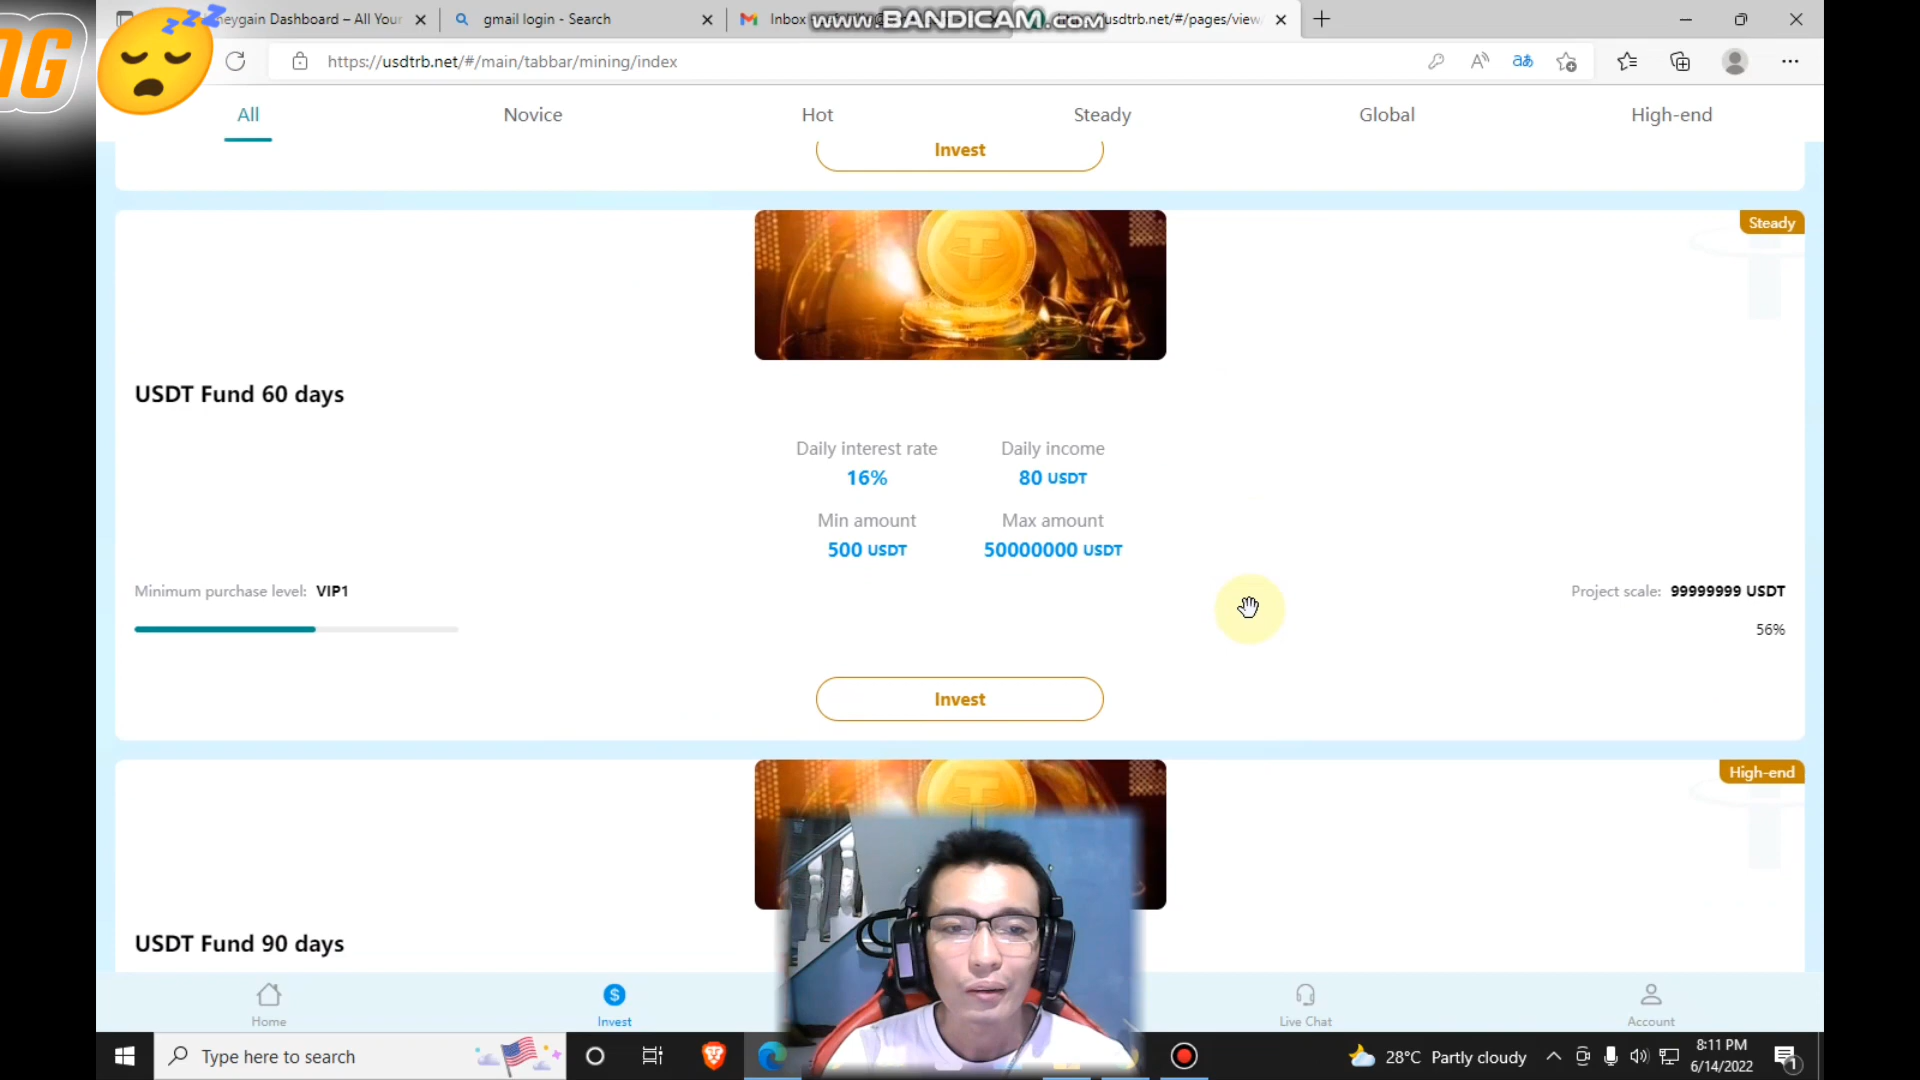 NG
neygain Dashboard – All Your
gmail login - Search
Inbox
www.BANDICAM.com
usdtrb.net/#/pages/view/
https://usdtrb.net/#/main/tabbar/mining/index
All
Novice
Hot
Steady
Global
High-end
Invest
Steady
USDT Fund 60 days
Daily interest rate
Daily income
16%
80 USDT
Min amount
Max amount
500 USDT
50000000 USDT
Minimum purchase level: VIP1
Project scale: 99999999 USDT
56%
Invest
High-end
USDT Fund 90 days
Home
Invest
Live Chat
Account
Type here to search
28°C Partly cloudy
8:11 PM
6/14/2022
1